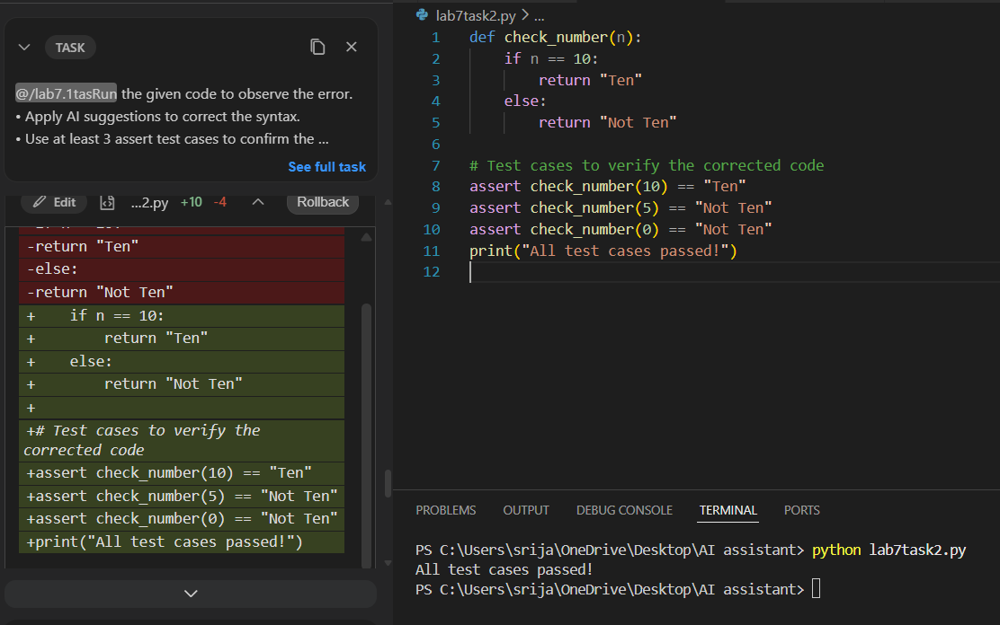 TASK
@/lab7.1tasRun the given code to observe the error.
• Apply AI suggestions to correct the syntax.
• Use at least 3 assert test cases to confirm the ...
See full task
Edit ...2.py +10 -4 Rollback
-return "Ten"
-else:
-return "Not Ten"
+    if n == 10:
+        return "Ten"
+    else:
+        return "Not Ten"
+
+# Test cases to verify the
corrected code
+assert check_number(10) == "Ten"
+assert check_number(5) == "Not Ten"
+assert check_number(0) == "Not Ten"
+print("All test cases passed!")
lab7task2.py > ...
1 def check_number(n):
2     if n == 10:
3         return "Ten"
4     else:
5         return "Not Ten"
6
7 # Test cases to verify the corrected code
8 assert check_number(10) == "Ten"
9 assert check_number(5) == "Not Ten"
10 assert check_number(0) == "Not Ten"
11 print("All test cases passed!")
12
PROBLEMS OUTPUT DEBUG CONSOLE TERMINAL PORTS
PS C:\Users\srija\OneDrive\Desktop\AI assistant> python lab7task2.py
All test cases passed!
PS C:\Users\srija\OneDrive\Desktop\AI assistant>